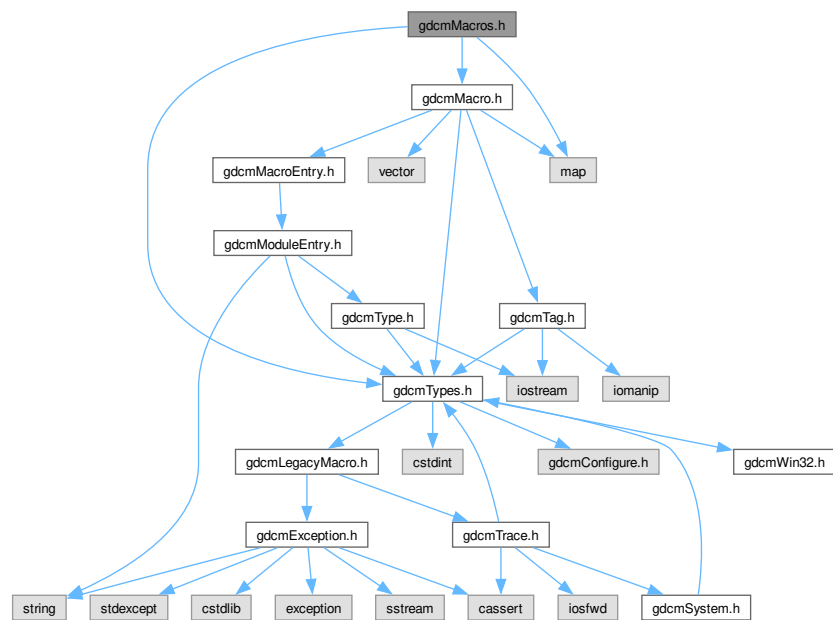 gdcmMacros.h
gdcmMacro.h
gdcmMacroEntry.h
vector
map
gdcmModuleEntry.h
gdcmType.h
gdcmTag.h
gdcmTypes.h
iostream
iomanip
gdcmLegacyMacro.h
cstdint
gdcmConfigure.h
gdcmWin32.h
gdcmException.h
gdcmTrace.h
string
stdexcept
cstdlib
exception
sstream
cassert
iosfwd
gdcmSystem.h